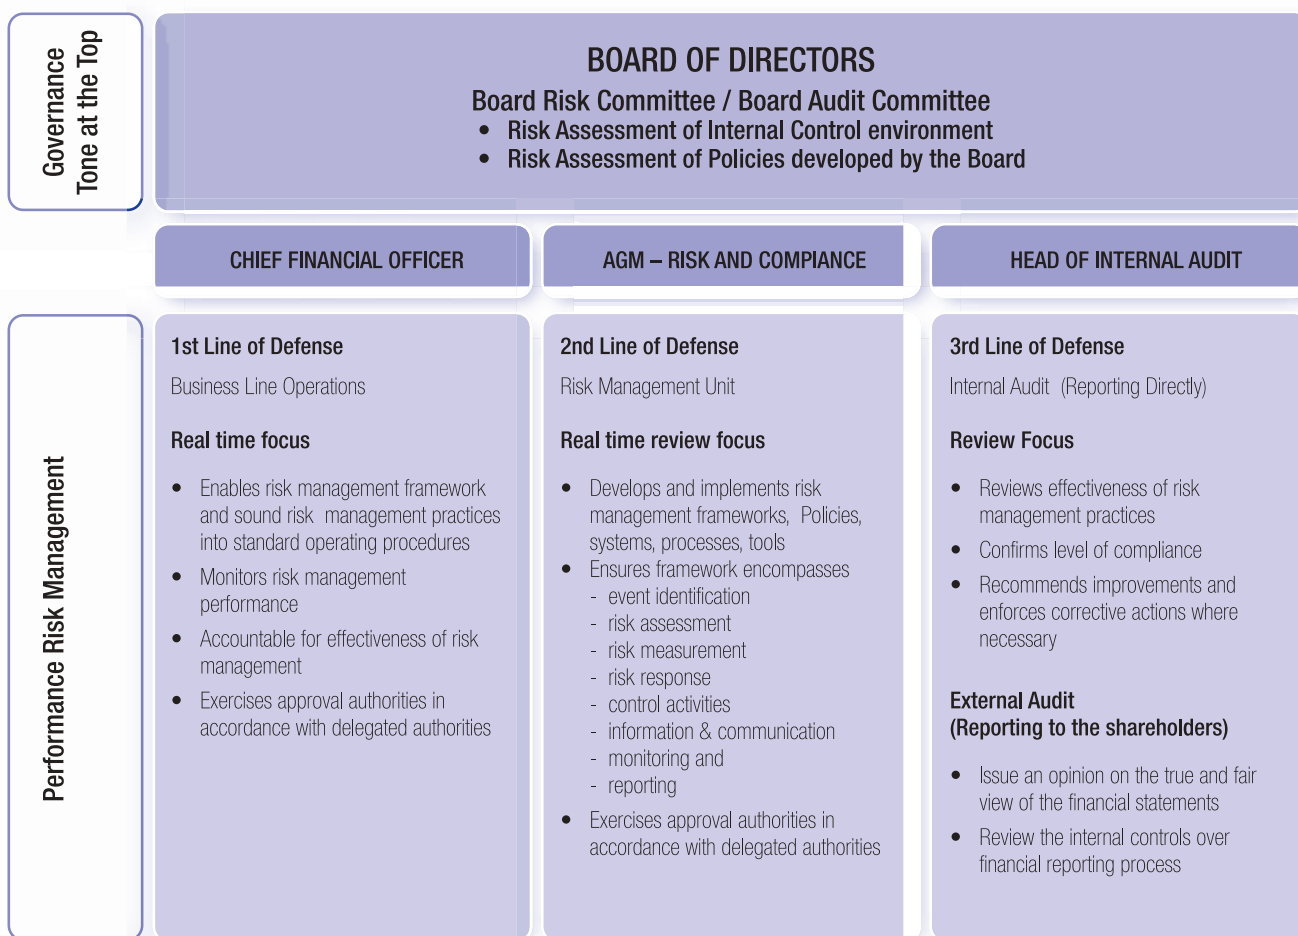 Governance
Tone at the Top
BOARD OF DIRECTORS
Board Risk Committee / Board Audit Committee
• Risk Assessment of Internal Control environment
• Risk Assessment of Policies developed by the Board
CHIEF FINANCIAL OFFICER
AGM – RISK AND COMPIANCE
HEAD OF INTERNAL AUDIT
Performance Risk Management
1st Line of Defense
Business Line Operations
Real time focus
• Enables risk management framework
and sound risk management practices
into standard operating procedures
• Monitors risk management
performance
• Accountable for effectiveness of risk
management
• Exercises approval authorities in
accordance with delegated authorities
2nd Line of Defense
Risk Management Unit
Real time review focus
• Develops and implements risk
management frameworks, Policies,
systems, processes, tools
• Ensures framework encompasses
- event identification
- risk assessment
- risk measurement
- risk response
- control activities
- information & communication
- monitoring and
- reporting
• Exercises approval authorities in
accordance with delegated authorities
3rd Line of Defense
Internal Audit (Reporting Directly)
Review Focus
• Reviews effectiveness of risk
management practices
• Confirms level of compliance
• Recommends improvements and
enforces corrective actions where
necessary
External Audit
(Reporting to the shareholders)
• Issue an opinion on the true and fair
view of the financial statements
• Review the internal controls over
financial reporting process